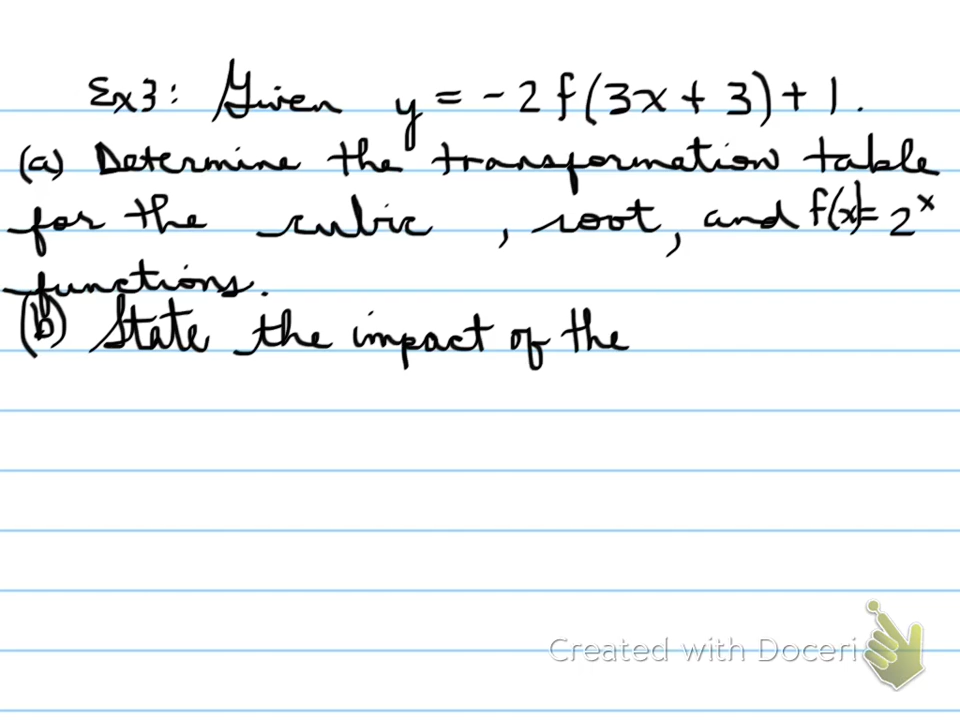 Ex3: Given y = -2f(3x + 3) + 1.
(a) Determine the transformation table
for the cubic , root, and f(x)= 2ˣ
functions.
(b) State the impact of the
Created with Doceri